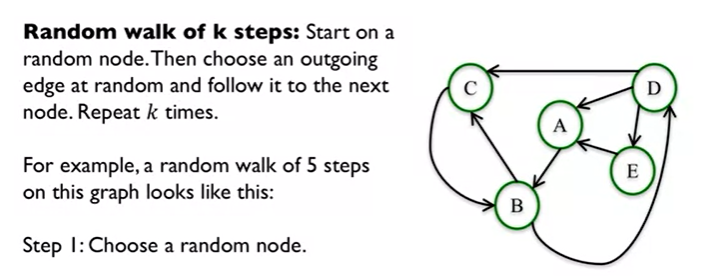 Random walk of k steps: Start on a
random node.Then choose an outgoing
edge at random and follow it to the next
node. Repeat k times.
For example, a random walk of 5 steps
on this graph looks like this:
Step 1: Choose a random node.
C
D
A
E
B